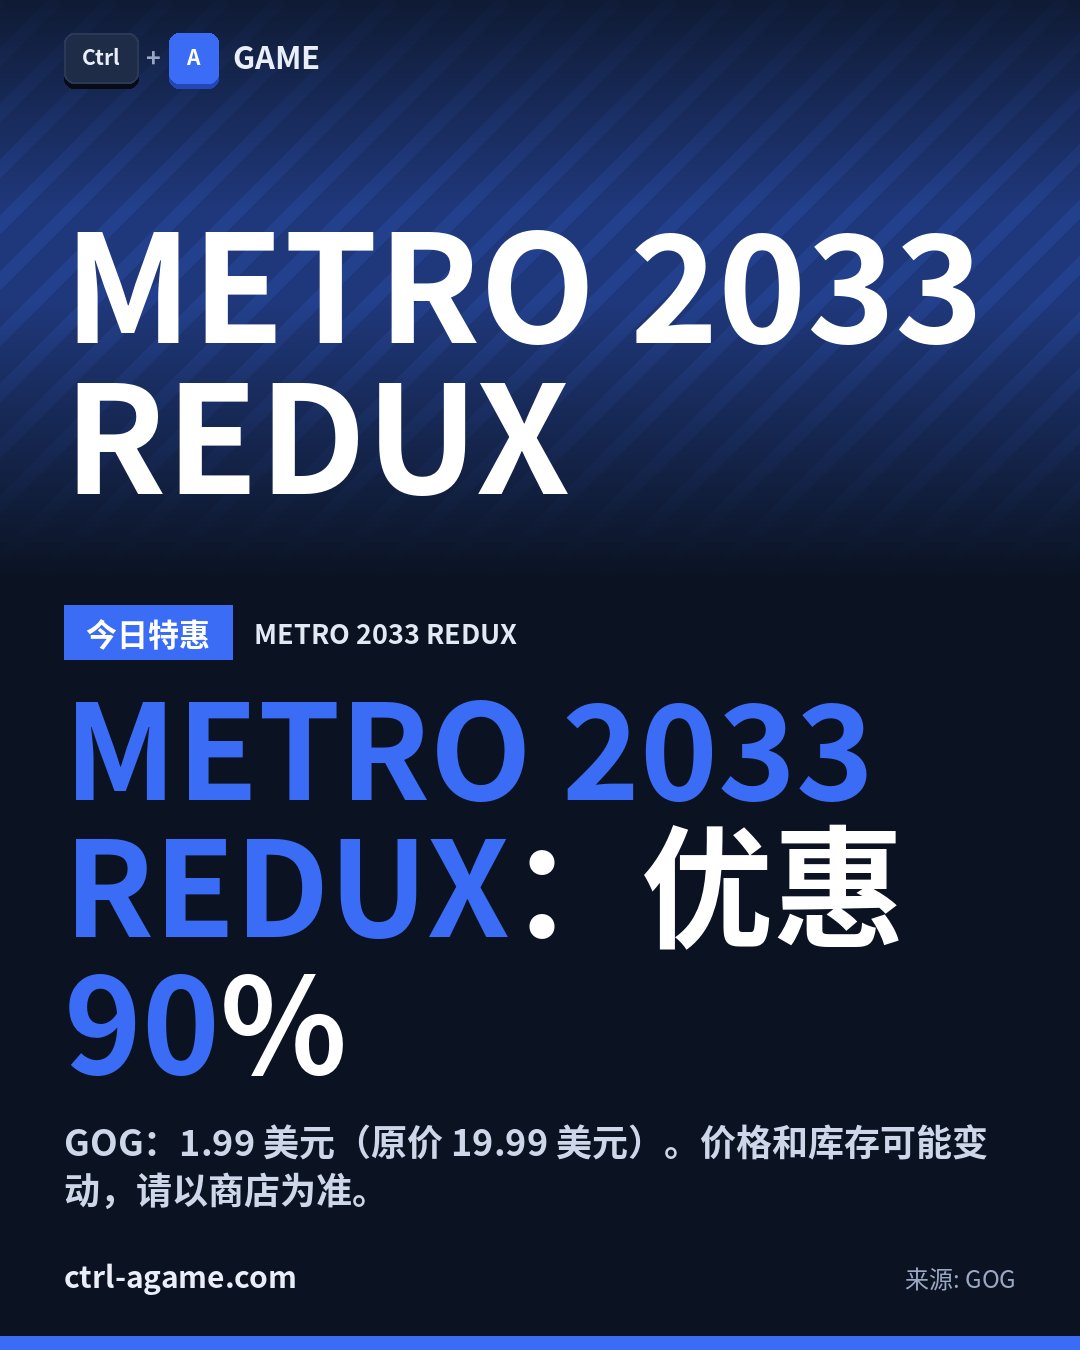 Ctrl + A GAME
METRO 2033
REDUX
今日特惠 METRO 2033 REDUX
METRO 2033
REDUX：优惠
90%
GOG：1.99 美元（原价 19.99 美元）。价格和库存可能变
动，请以商店为准。
ctrl-agame.com 来源: GOG